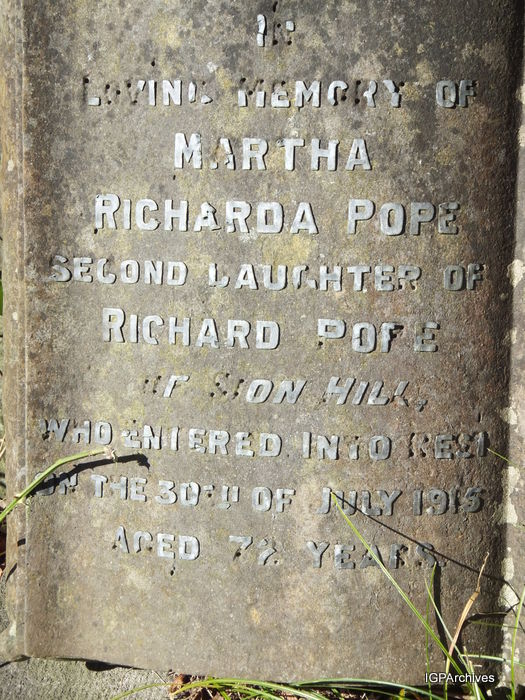 IN
LOVING MEMORY OF
MARTHA
RICHARDA POPE
SECOND DAUGHTER OF
RICHARD POPE
OF SION HILL,
WHO ENTERED INTO REST
ON THE 30TH OF JULY 1915
AGED YEARS.
IGPArchives